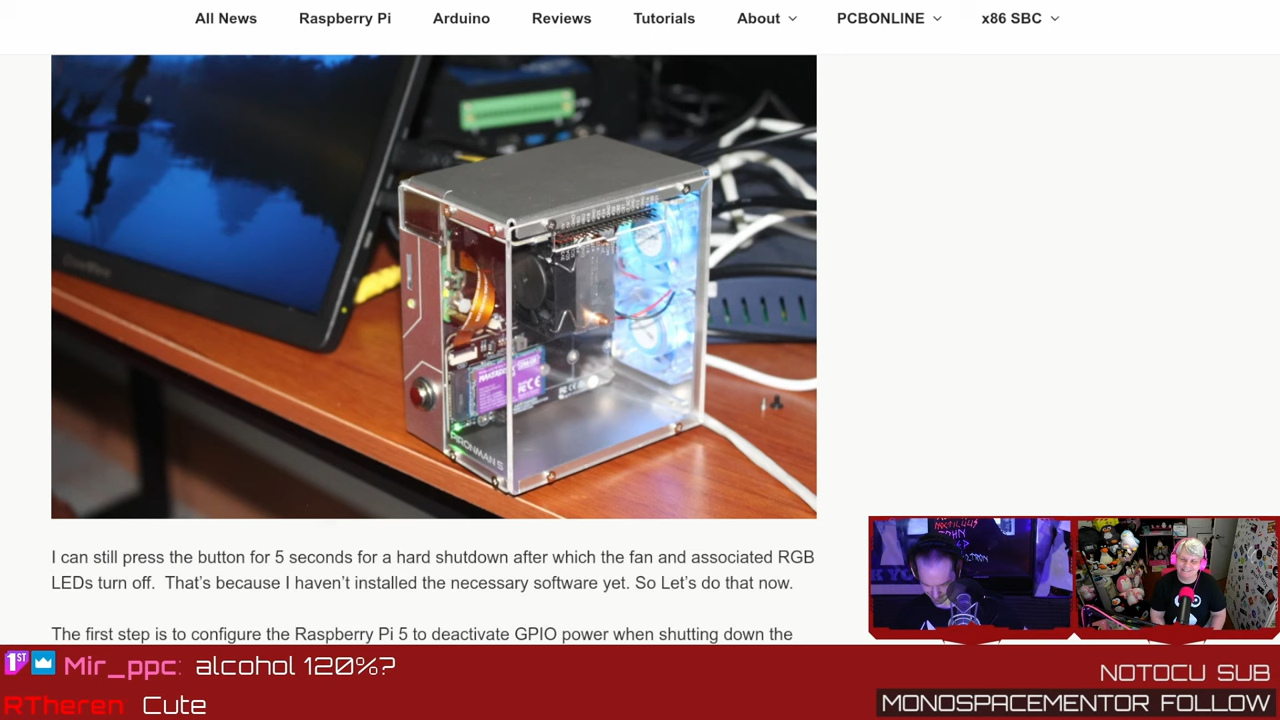 All News Raspberry Pi Arduino Reviews Tutorials About PCBONLINE x86 SBC
PIRONMAN 5
I can still press the button for 5 seconds for a hard shutdown after which the fan and associated RGB
LEDs turn off.  That's because I haven't installed the necessary software yet. So Let's do that now.
The first step is to configure the Raspberry Pi 5 to deactivate GPIO power when shutting down the
1ST Mir_ppc: alcohol 120%?
RTheren Cute
NOTOCU SUB
MONOSPACEMENTOR FOLLOW